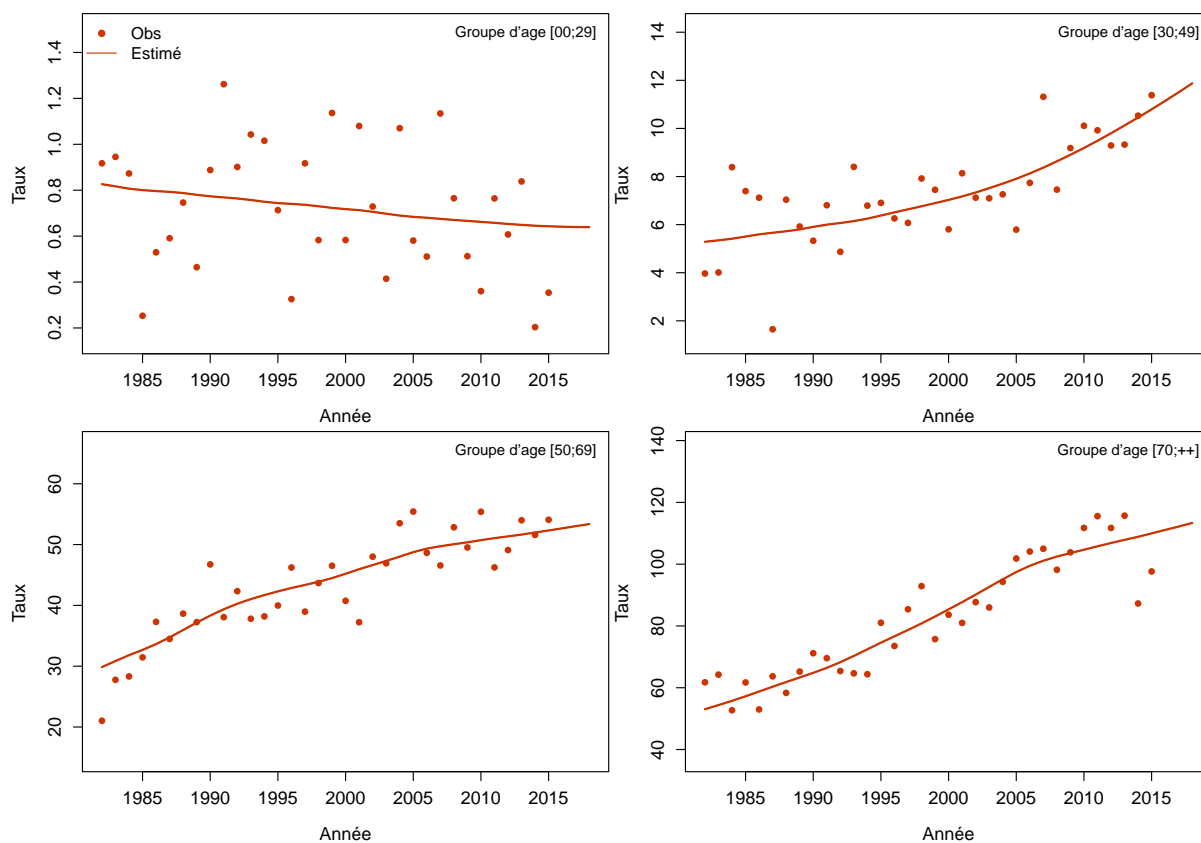 Obs
Estimé
Groupe d'age [00;29]
Taux
0.2 0.4 0.6 0.8 1.0 1.2 1.4
1985 1990 1995 2000 2005 2010 2015
Année
Groupe d'age [30;49]
Taux
2 4 6 8 10 12 14
1985 1990 1995 2000 2005 2010 2015
Année
Groupe d'age [50;69]
Taux
20 30 40 50 60
1985 1990 1995 2000 2005 2010 2015
Année
Groupe d'age [70;++]
Taux
40 60 80 100 120 140
1985 1990 1995 2000 2005 2010 2015
Année